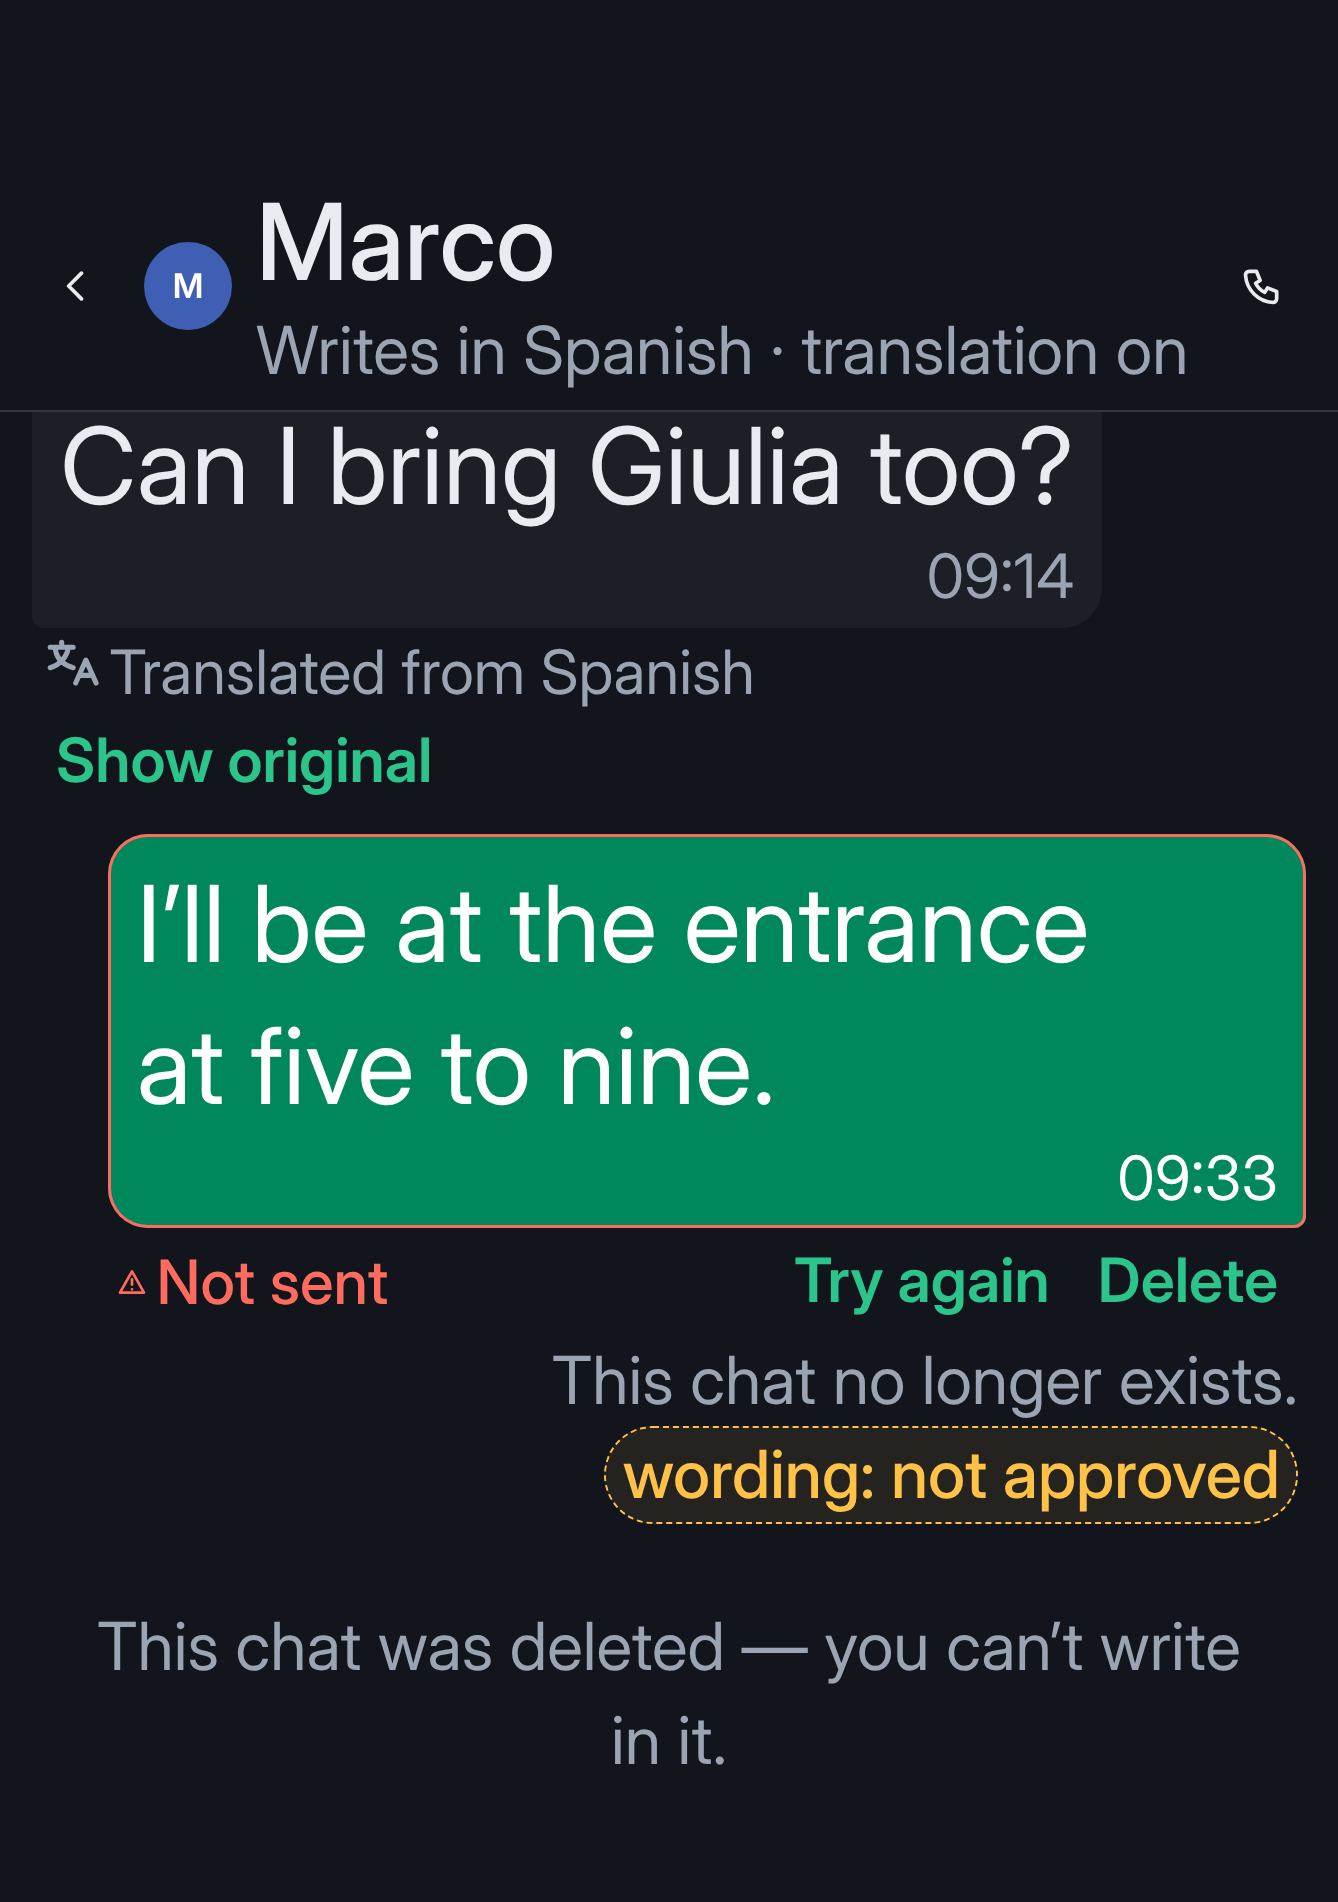 Marco
M
Writes in Spanish · translation on
Can I bring Giulia too?
09:14
Translated from Spanish
Show original
I’ll be at the entrance
at five to nine.
09:33
Not sent
Try again
Delete
This chat no longer exists.
wording: not approved
This chat was deleted — you can’t write
in it.